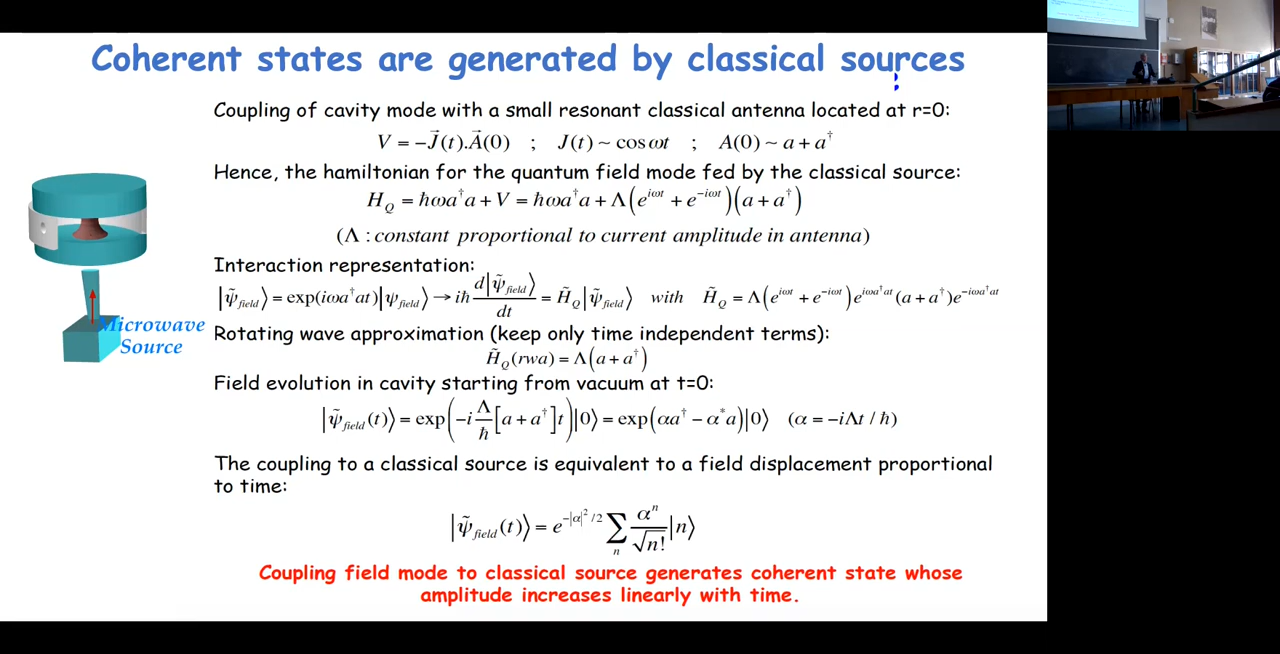 Coherent states are generated by classical sources
Coupling of cavity mode with a small resonant classical antenna located at r=0:
V = −J⃗(t).A⃗(0) ; J(t) ~ cosωt ; A(0) ~ a + a†
Hence, the hamiltonian for the quantum field mode fed by the classical source:
H_Q = ħωa†a + V = ħωa†a + Λ(e^{iωt} + e^{−iωt})(a + a†)
(Λ : constant proportional to current amplitude in antenna)
Interaction representation:
|ψ̃_field⟩ = exp(iωa†at)|ψ_field⟩ → iħ d|ψ̃_field⟩/dt = H̃_Q|ψ̃_field⟩ with H̃_Q = Λ(e^{iωt} + e^{−iωt})e^{iωa†at}(a + a†)e^{−iωa†at}
Microwave
Source
Rotating wave approximation (keep only time independent terms):
H̃_Q(rwa) = Λ(a + a†)
Field evolution in cavity starting from vacuum at t=0:
|ψ̃_field(t)⟩ = exp(−i Λ/ħ [a + a†]t)|0⟩ = exp(αa† − α*a)|0⟩ (α = −iΛt / ħ)
The coupling to a classical source is equivalent to a field displacement proportional
to time:
|ψ̃_field(t)⟩ = e^{−|α|²/2} ∑_n α^n/√n! |n⟩
Coupling field mode to classical source generates coherent state whose
amplitude increases linearly with time.